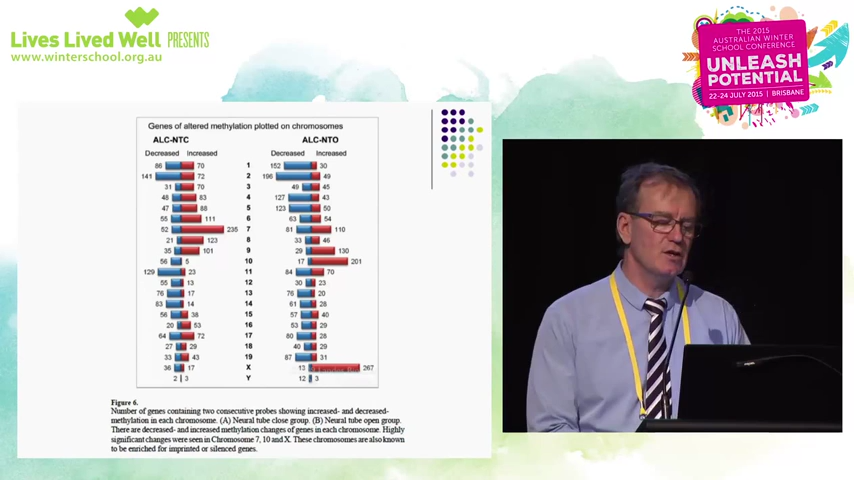 Lives Lived Well PRESENTS
www.winterschool.org.au
THE 2015
AUSTRALIAN WINTER
SCHOOL CONFERENCE
UNLEASH
POTENTIAL
22-24 JULY 2015 | BRISBANE
Genes of altered methylation plotted on chromosomes
ALC-NTC ALC-NTO
Decreased Increased Decreased Increased
86 70 1 152 30
141 72 2 196 49
31 70 3 49 45
48 83 4 127 43
47 88 5 123 50
55 111 6 63 54
52 235 7 81 110
21 123 8 33 46
35 101 9 29 130
56 5 10 17 201
129 23 11 84 70
55 13 12 30 23
76 17 13 76 20
83 14 14 61 28
56 38 15 57 40
20 53 16 53 29
64 72 17 80 28
27 29 18 40 29
33 43 19 87 31
36 17 X 13 267
2 3 Y 12 3
Figure 6.
Number of genes containing two consecutive probes showing increased- and decreased-
methylation in each chromosome. (A) Neural tube close group. (B) Neural tube open group.
There are decreased- and increased methylation changes of genes in each chromosome. Highly
significant changes were seen in Chromosome 7, 10 and X. These chromosomes are also known
to be enriched for imprinted or silenced genes.